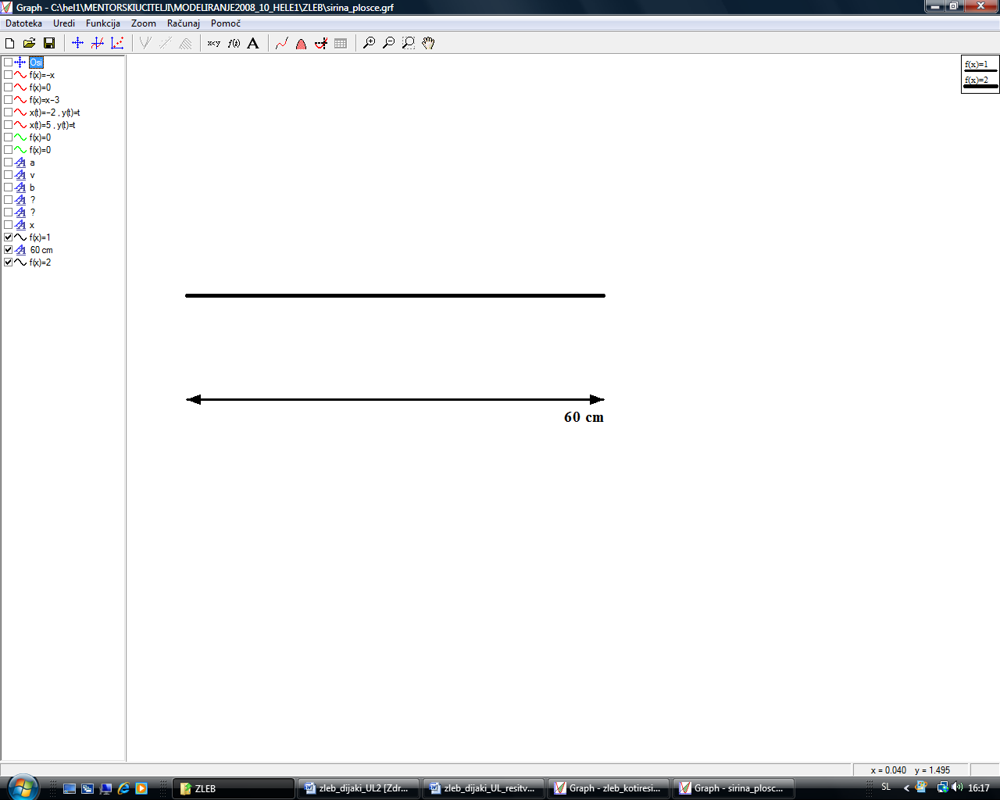 Graph - C:\hel1\MENTORSKIUCITELJI\MODELIRANJE2008_10_HELE1\ZLEB\sirina_plosce.grf
Datoteka Uredi Funkcija Zoom Računaj Pomoč
Osi
f(x)=-x
f(x)=0
f(x)=x-3
x(t)=-2 , y(t)=t
x(t)=5 , y(t)=t
f(x)=0
f(x)=0
a
v
b
?
?
x
f(x)=1
60 cm
f(x)=2
f(x)=1
f(x)=2
60 cm
x = 0.040 y = 1.495
ZLEB
zleb_dijaki_UL2 [Zdr...
zleb_dijaki_UL_resitv...
Graph - zleb_kotiresi...
Graph - sirina_plosc...
SL
16:17